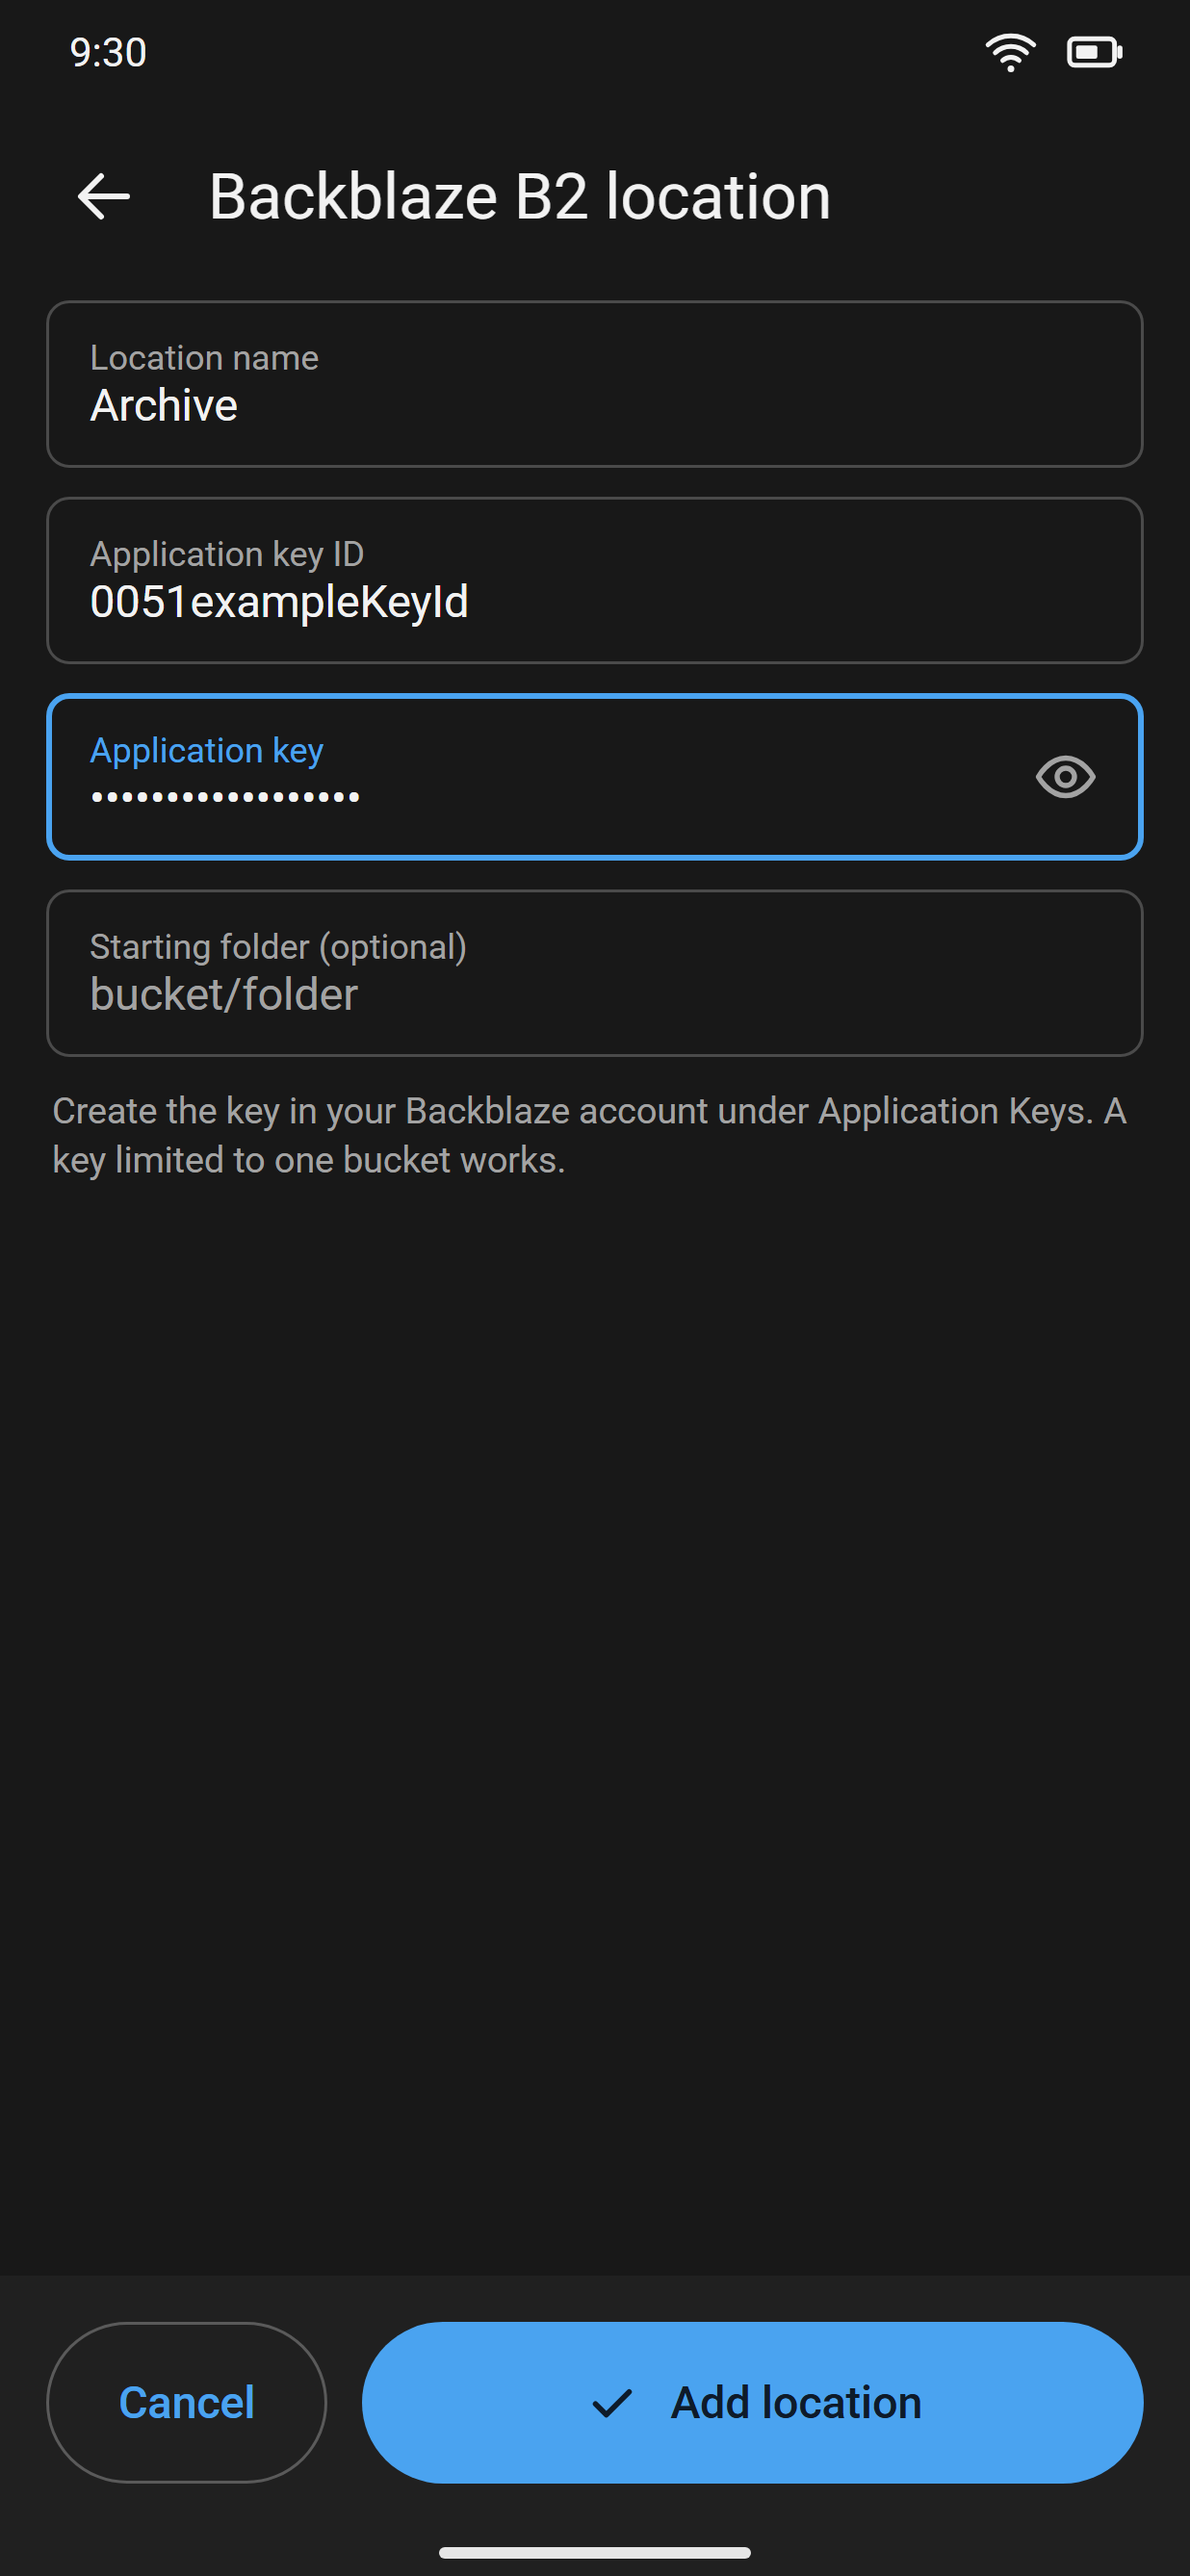 9:30
Backblaze B2 location
Location name
Archive
Application key ID
0051exampleKeyId
Application key
••••••••••••••••••
Starting folder (optional)
bucket/folder
Create the key in your Backblaze account under Application Keys. A
key limited to one bucket works.
Cancel
Add location